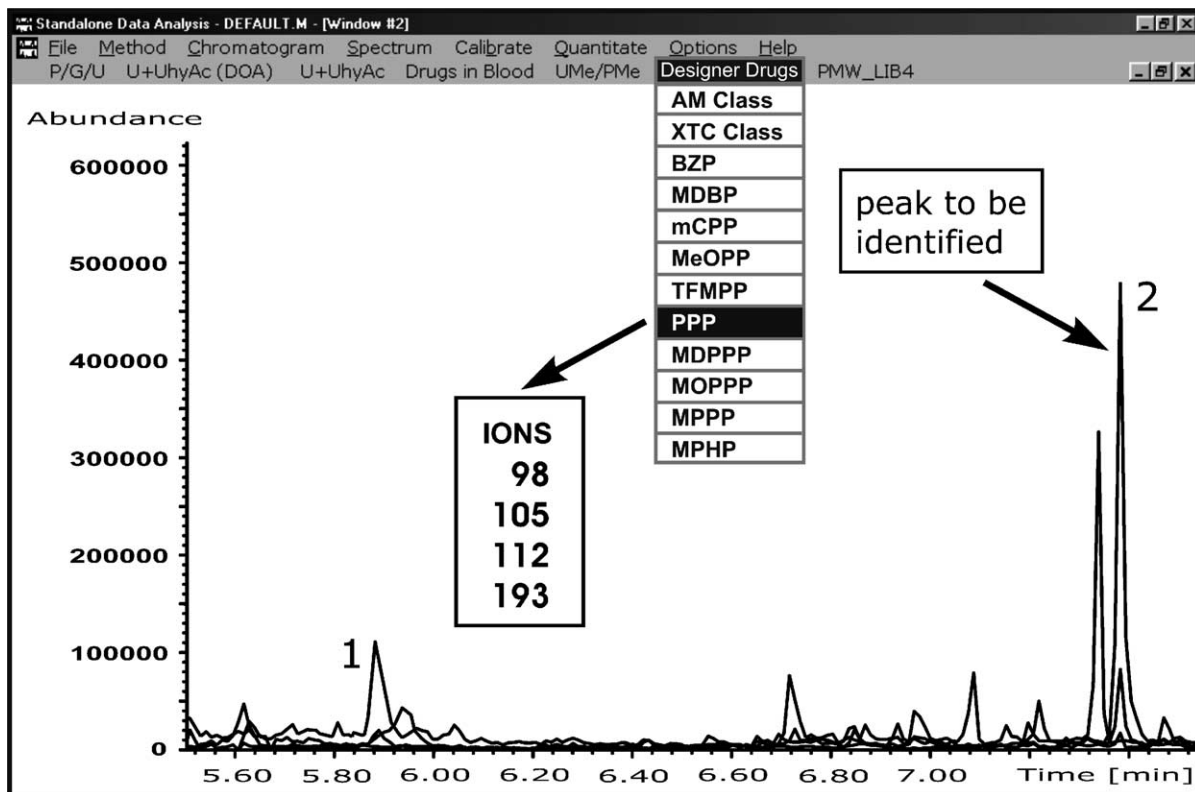 Standalone Data Analysis - DEFAULT.M - [Window #2]
File Method Chromatogram Spectrum Calibrate Quantitate Options Help
P/G/U U+UhyAc (DOA) U+UhyAc Drugs in Blood UMe/PMe Designer Drugs PMW_LIB4
AM Class
XTC Class
BZP
MDBP
mCPP
MeOPP
TFMPP
PPP
MDPPP
MOPPP
MPPP
MPHP
Abundance
600000
500000
400000
300000
200000
100000
0
peak to be
identified
2
IONS
98
105
112
193
1
5.60 5.80 6.00 6.20 6.40 6.60 6.80 7.00 Time [min]